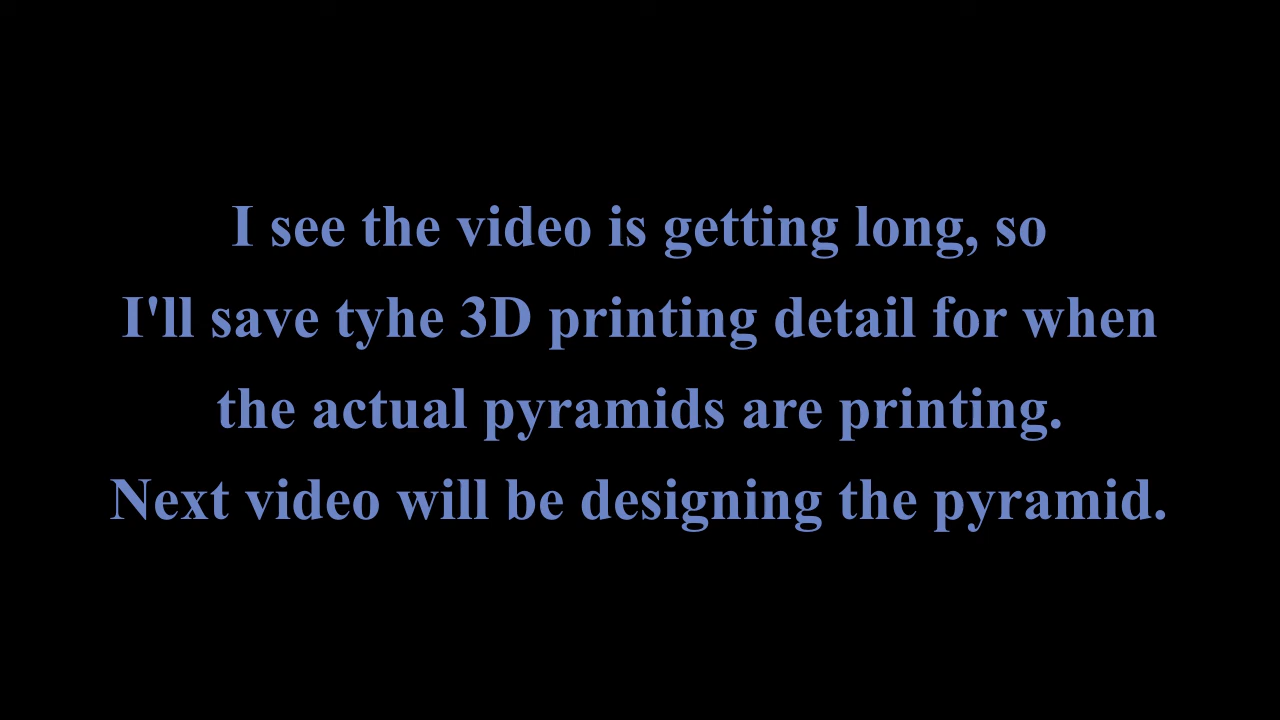 I see the video is getting long, so
I'll save tyhe 3D printing detail for when
the actual pyramids are printing.
Next video will be designing the pyramid.